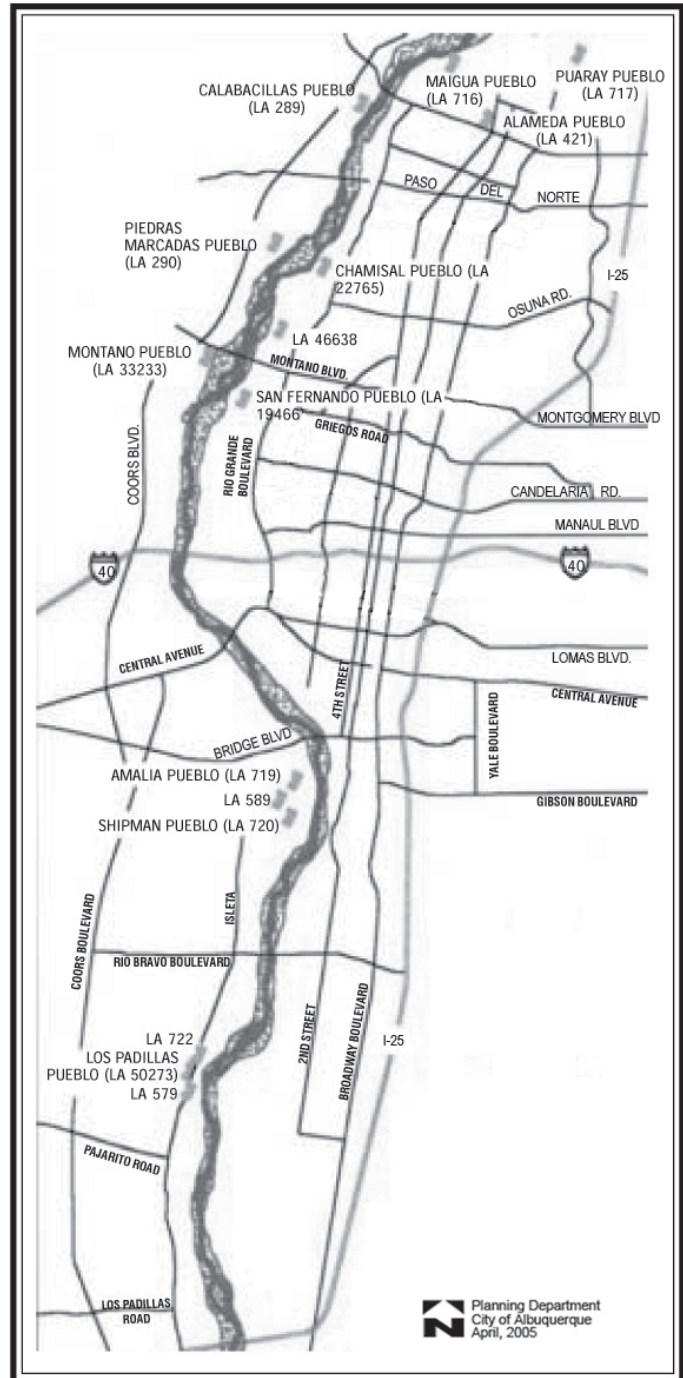 CALABACILLAS PUEBLO
(LA 289)
MAIGUA PUEBLO
(LA 716)
PUARAY PUEBLO
(LA 717)
ALAMEDA PUEBLO
(LA 421)
PASO
DEL
NORTE
PIEDRAS
MARCADAS PUEBLO
(LA 290)
CHAMISAL PUEBLO (LA
22765)
I-25
OSUNA RD.
LA 46638
MONTANO PUEBLO
(LA 33233)
MONTANO BLVD.
SAN FERNANDO PUEBLO (LA
19466
MONTGOMERY BLVD
GRIEGOS ROAD
COORS BLVD.
RIO GRANDE
BOULEVARD
CANDELARIA RD.
MANAUL BLVD
40
40
CENTRAL AVENUE
LOMAS BLVD.
CENTRAL AVENUE
4TH STREET
YALE BOULEVARD
BRIDGE BLVD
AMALIA PUEBLO (LA 719)
LA 589
SHIPMAN PUEBLO (LA 720)
GIBSON BOULEVARD
ISLETA
COORS BOULEVARD
RIO BRAVO BOULEVARD
2ND STREET
BROADWAY BOULEVARD
I-25
LA 722
LOS PADILLAS
PUEBLO (LA 50273)
LA 579
PAJARITO ROAD
LOS PADILLAS
ROAD
N
Planning Department
City of Albuquerque
April, 2005